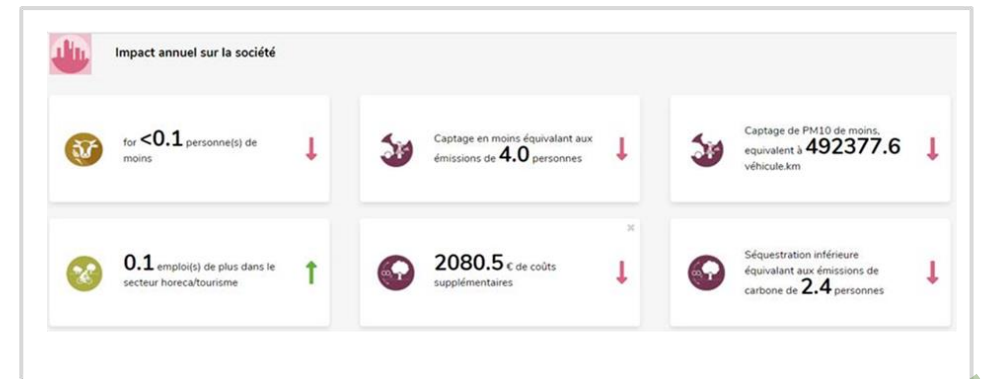 Impact annuel sur la société
for <0.1 personne(s) de
moins
Captage en moins équivalant aux
émissions de 4.0 personnes
Captage de PM10 de moins,
equivalent à 492377.6
véhicule.km
0.1 emploi(s) de plus dans le
secteur horeca/tourisme
2080.5 € de coûts
supplémentaires
Séquestration inférieure
équivalant aux émissions de
carbone de 2.4 personnes